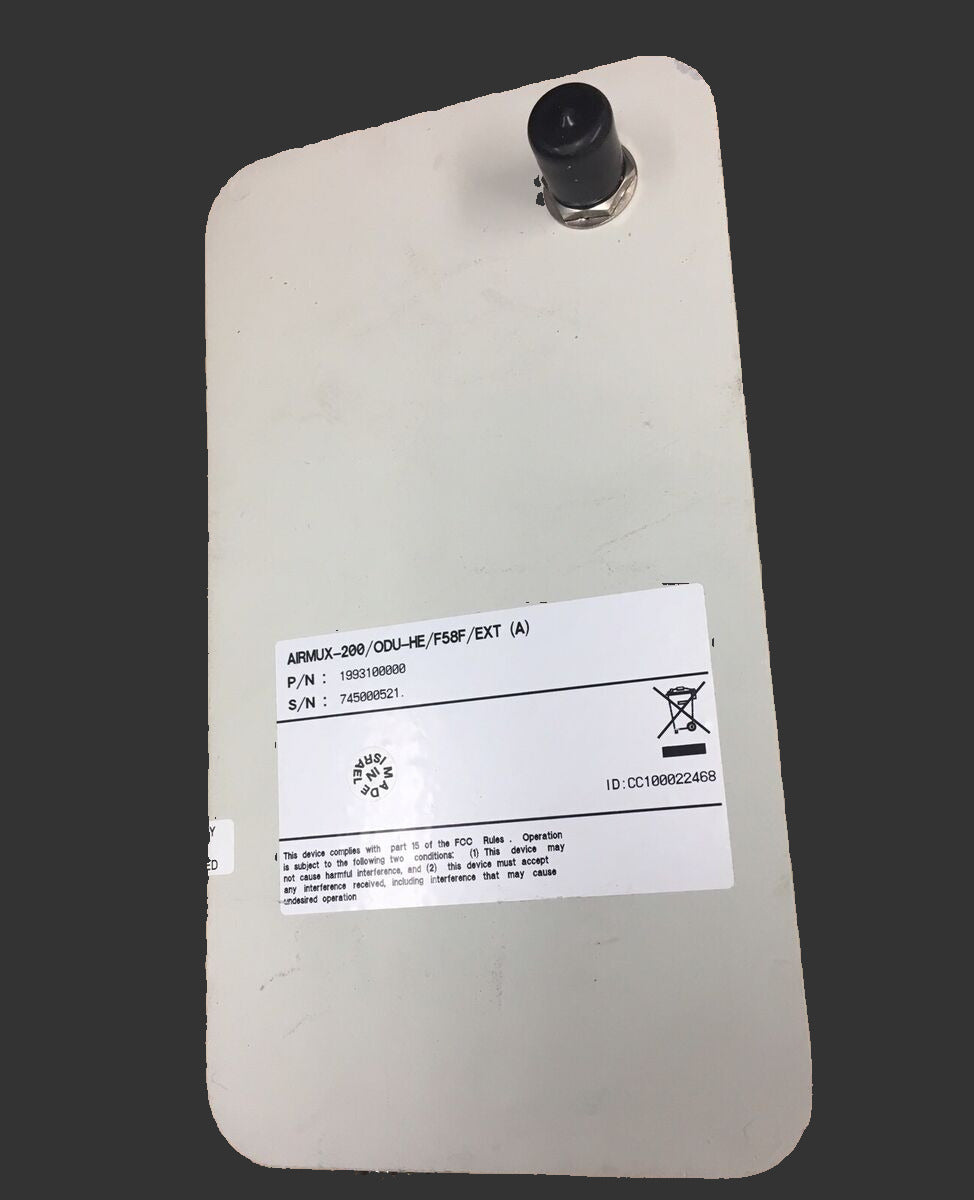 AIRMUX-200/ODU-HE/F58F/EXT (A)
P/N : 1993100000
S/N : 745000521.
MADE
IN
ISRAEL
ID:CC100022468
This device complies with part 15 of the FCC Rules . Operation
is subject to the following two conditions: (1) This device may
not cause harmful interference, and (2) this device must accept
any interference received, including interference that may cause
undesired operation
Y
ED